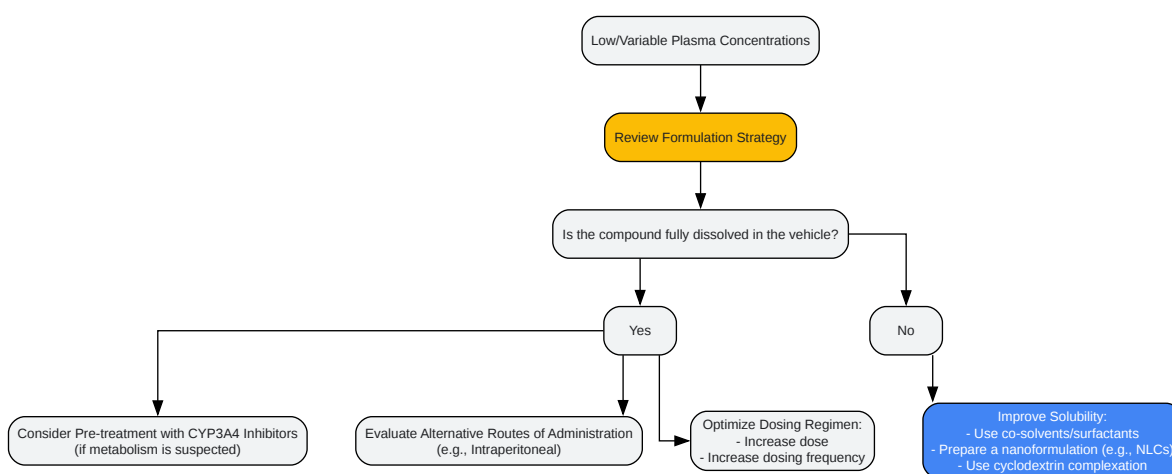 Low/Variable Plasma Concentrations
Review Formulation Strategy
Is the compound fully dissolved in the vehicle?
Yes
No
Consider Pre-treatment with CYP3A4 Inhibitors
(if metabolism is suspected)
Evaluate Alternative Routes of Administration
(e.g., Intraperitoneal)
Optimize Dosing Regimen:
- Increase dose
- Increase dosing frequency
Improve Solubility:
- Use co-solvents/surfactants
- Prepare a nanoformulation (e.g., NLCs)
- Use cyclodextrin complexation